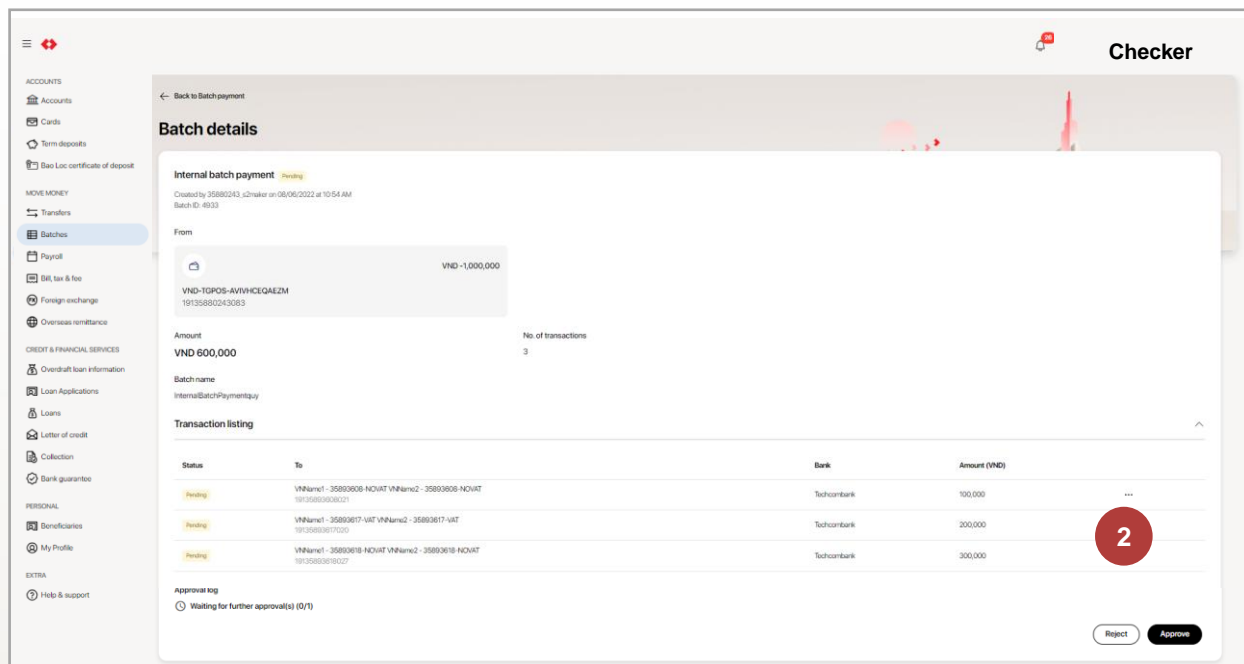 26
Checker
ACCOUNTS
Accounts
Cards
Term deposits
Bao Loc certificate of deposit
MOVE MONEY
Transfers
Batches
Payroll
Bill, tax & fee
Foreign exchange
Overseas remittance
CREDIT & FINANCIAL SERVICES
Overdraft loan information
Loan Applications
Loans
Letter of credit
Collection
Bank guarantee
PERSONAL
Beneficiaries
My Profile
EXTRA
Help & support
Back to Batch payment
Batch details
Internal batch payment Pending
Created by 35880243_s2maker on 08/06/2022 at 10:54 AM
Batch ID: 4933
From
VND -1,000,000
VND-TGPOS-AVIVHCEQAEZM
19135880243083
Amount No. of transactions
VND 600,000 3
Batch name
InternalBatchPaymentquy
Transaction listing
Status To Bank Amount (VND)
Pending VNName1 - 35893608-NOVAT VNName2 - 35893608-NOVAT Techcombank 100,000 ...
19135893608021
Pending VNName1 - 35893617-VAT VNName2 - 35893617-VAT Techcombank 200,000
19135893617020
Pending VNName1 - 35893618-NOVAT VNName2 - 35893618-NOVAT Techcombank 300,000
19135893618027
2
Approval log
Waiting for further approval(s) (0/1)
Reject Approve